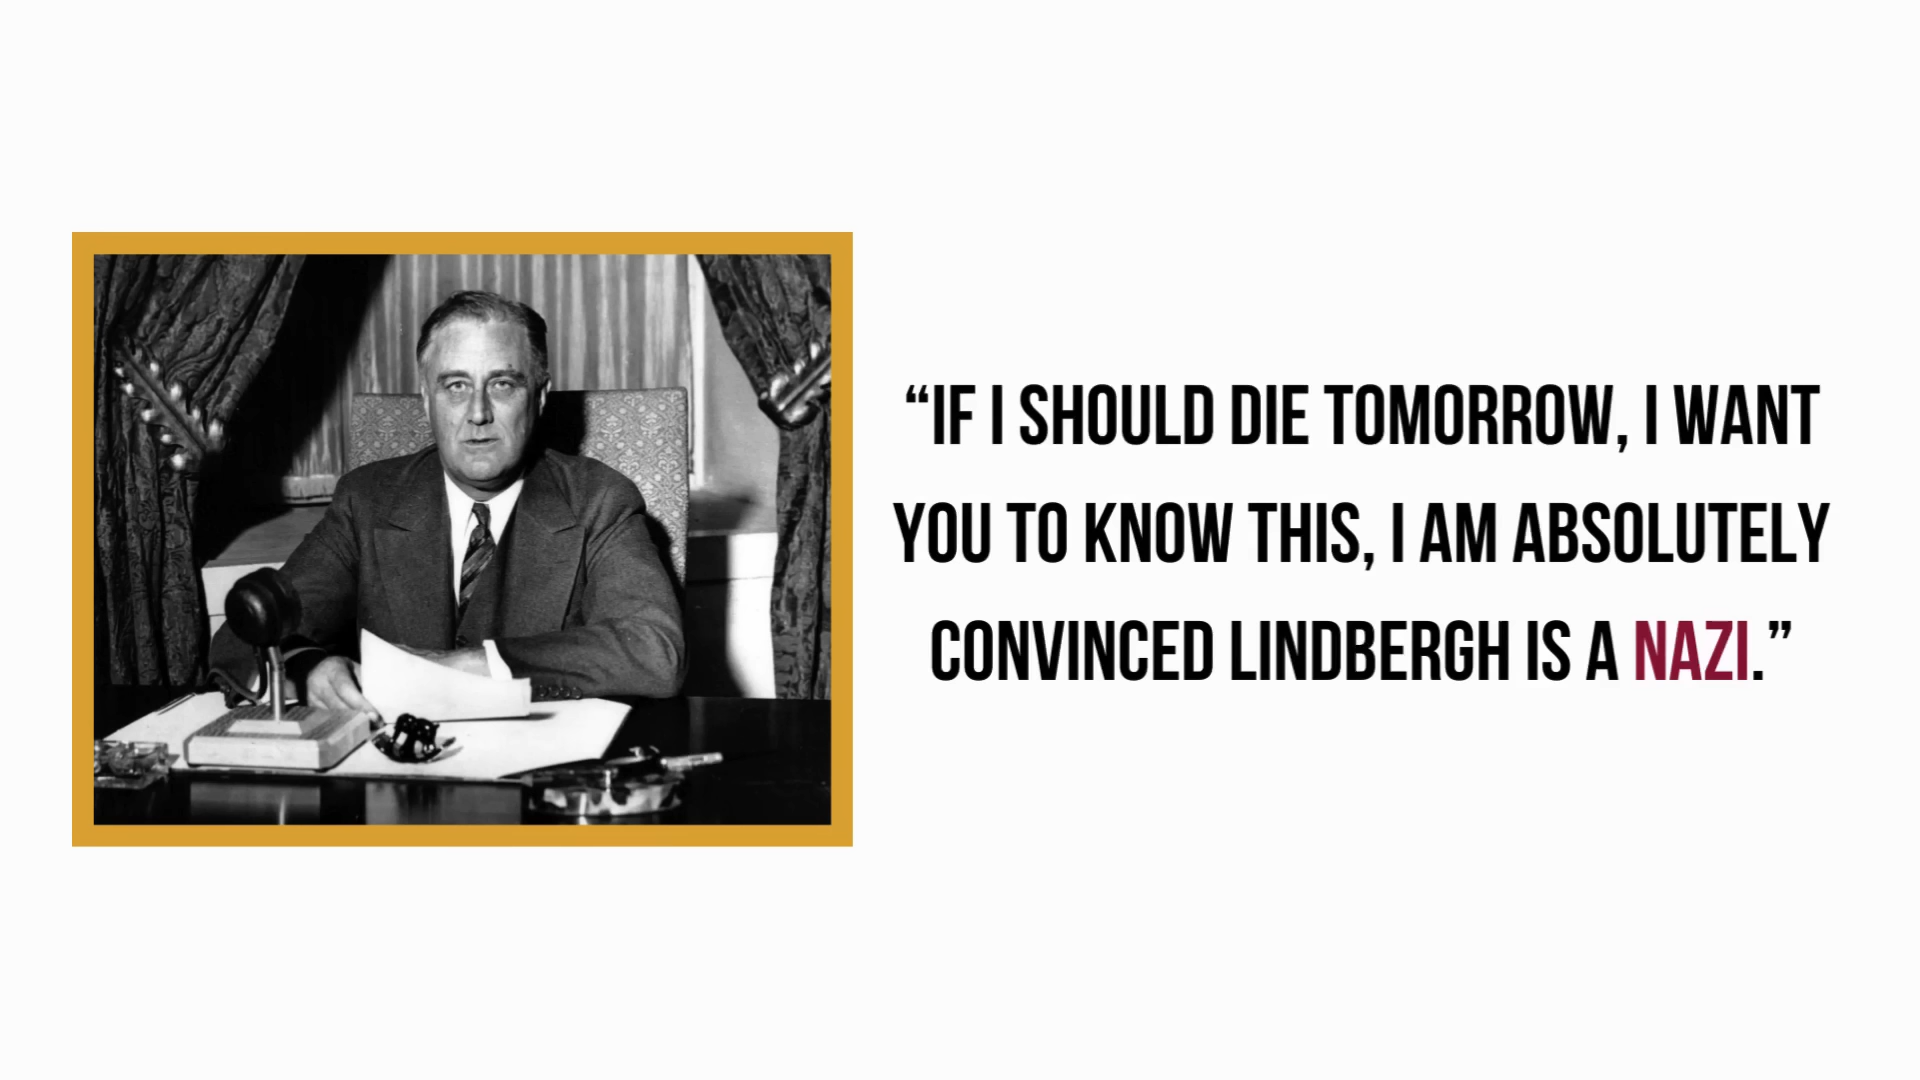 “IF I SHOULD DIE TOMORROW, I WANT
YOU TO KNOW THIS, I AM ABSOLUTELY
CONVINCED LINDBERGH IS A NAZI.”